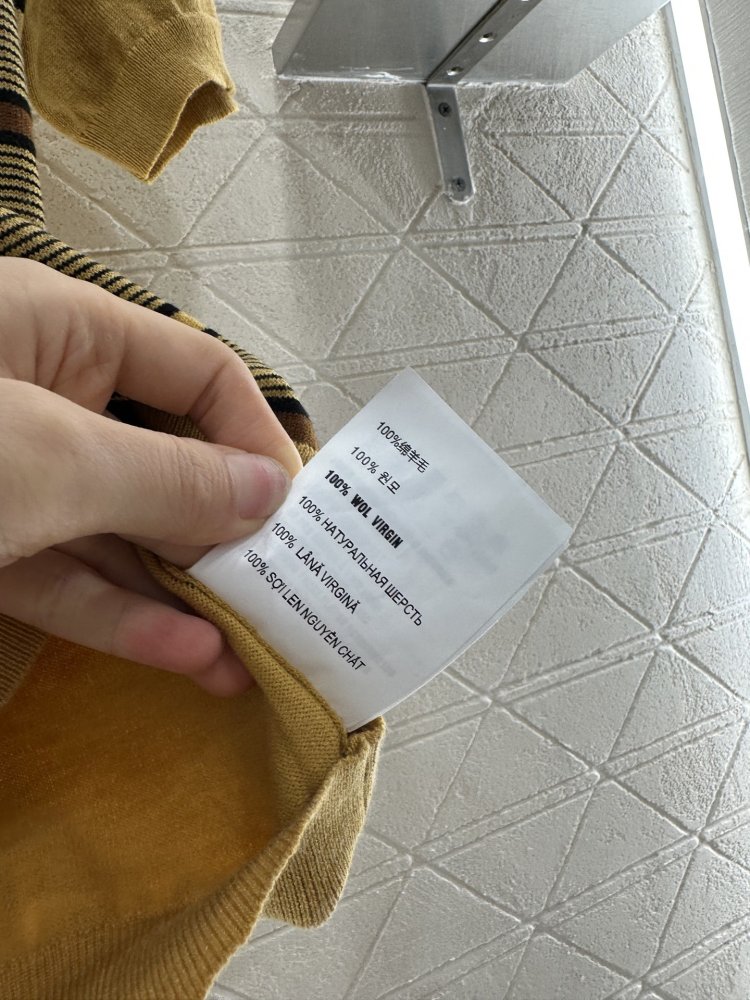 100%绵羊毛
100% 원모
100% WOL VIRGIN
100% НАТУРАЛЬНАЯ ШЕРСТЬ
100% LÂNĂ VIRGINĂ
100% SỢI LEN NGUYÊN CHẤT